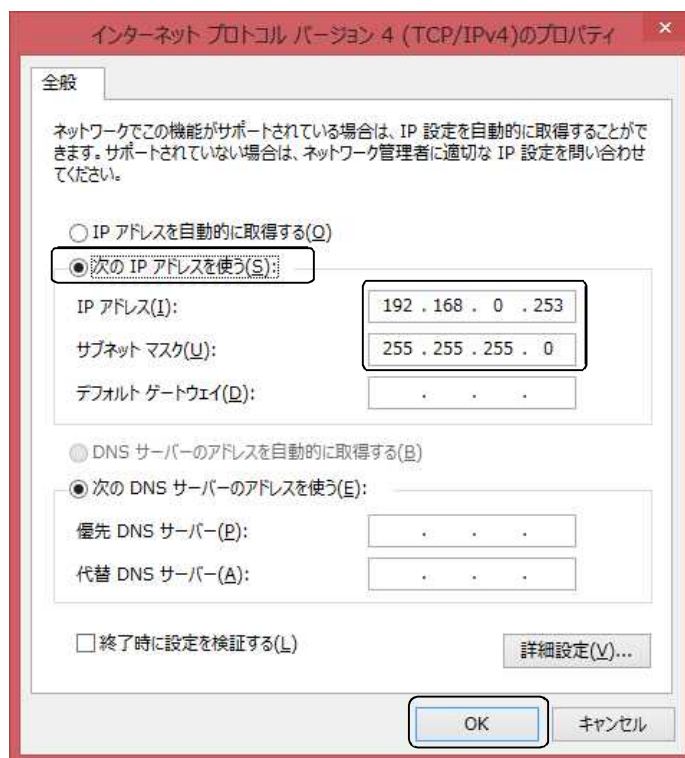 インターネット プロトコル バージョン 4 (TCP/IPv4)のプロパティ
全般
ネットワークでこの機能がサポートされている場合は、IP 設定を自動的に取得することがで
きます。サポートされていない場合は、ネットワーク管理者に適切な IP 設定を問い合わせ
てください。
IP アドレスを自動的に取得する(O)
次の IP アドレスを使う(S):
IP アドレス(I): 192 . 168 . 0 . 253
サブネット マスク(U): 255 . 255 . 255 . 0
デフォルト ゲートウェイ(D): . . .
DNS サーバーのアドレスを自動的に取得する(B)
次の DNS サーバーのアドレスを使う(E):
優先 DNS サーバー(P): . . .
代替 DNS サーバー(A): . . .
終了時に設定を検証する(L)
詳細設定(V)...
OK キャンセル